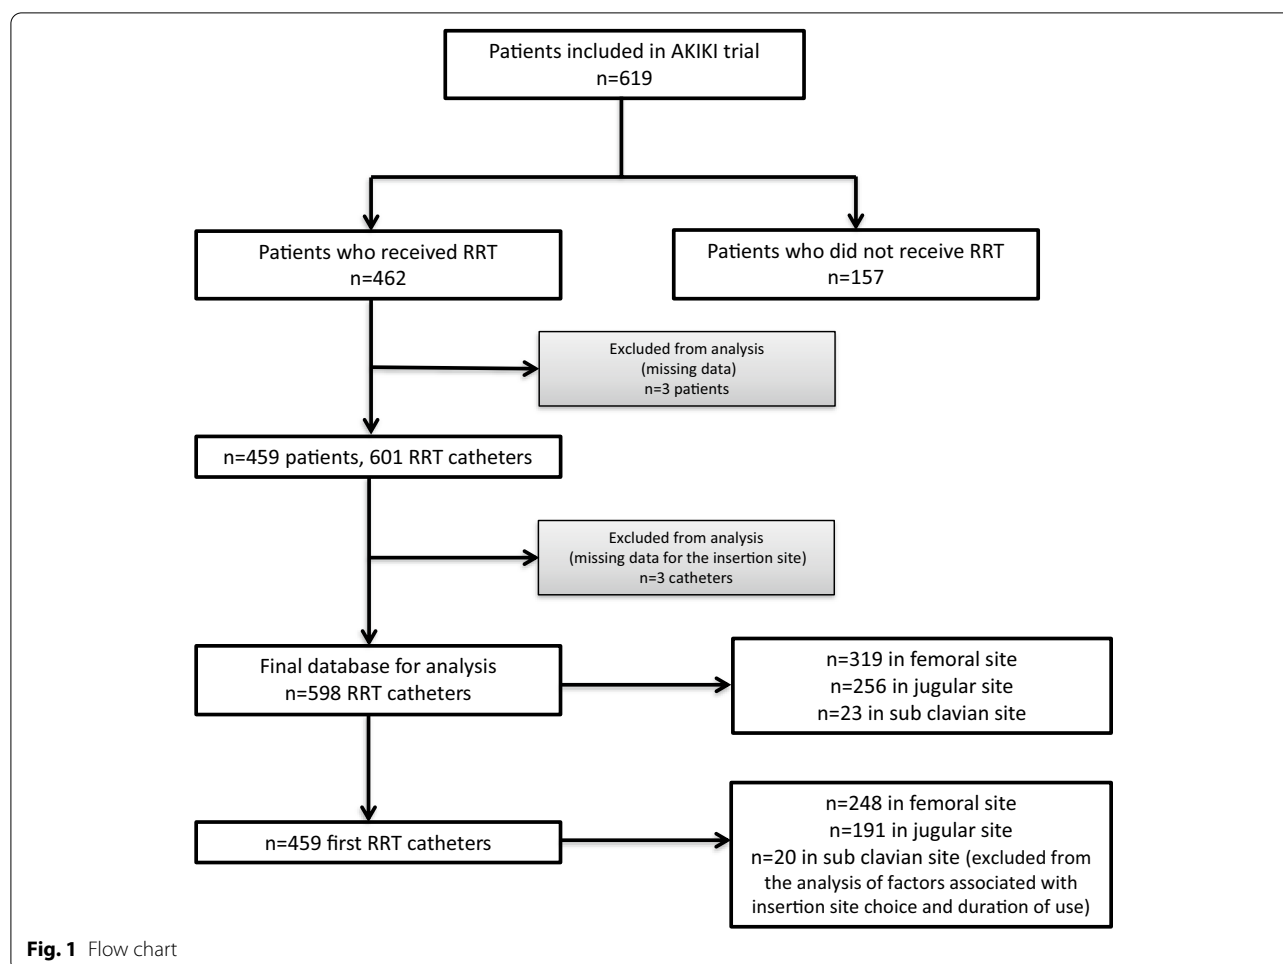 Patients included in AKIKI trial
n=619
Patients who received RRT
n=462
Patients who did not receive RRT
n=157
Excluded from analysis
(missing data)
n=3 patients
n=459 patients, 601 RRT catheters
Excluded from analysis
(missing data for the insertion site)
n=3 catheters
Final database for analysis
n=598 RRT catheters
n=319 in femoral site
n=256 in jugular site
n=23 in sub clavian site
n=459 first RRT catheters
n=248 in femoral site
n=191 in jugular site
n=20 in sub clavian site (excluded from
the analysis of factors associated with
insertion site choice and duration of use)
Fig. 1 Flow chart